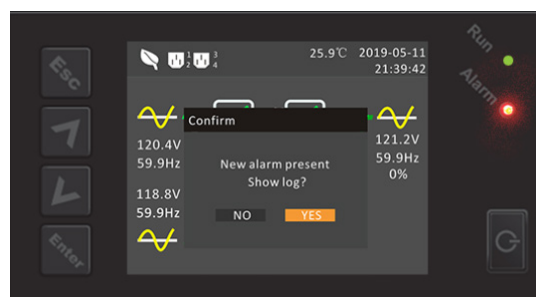 Esc
Enter
1 3
2 4
25.9℃ 2019-05-11
21:39:42
Confirm
New alarm present
Show log?
NO YES
120.4V
59.9Hz
118.8V
59.9Hz
121.2V
59.9Hz
0%
Run
Alarm